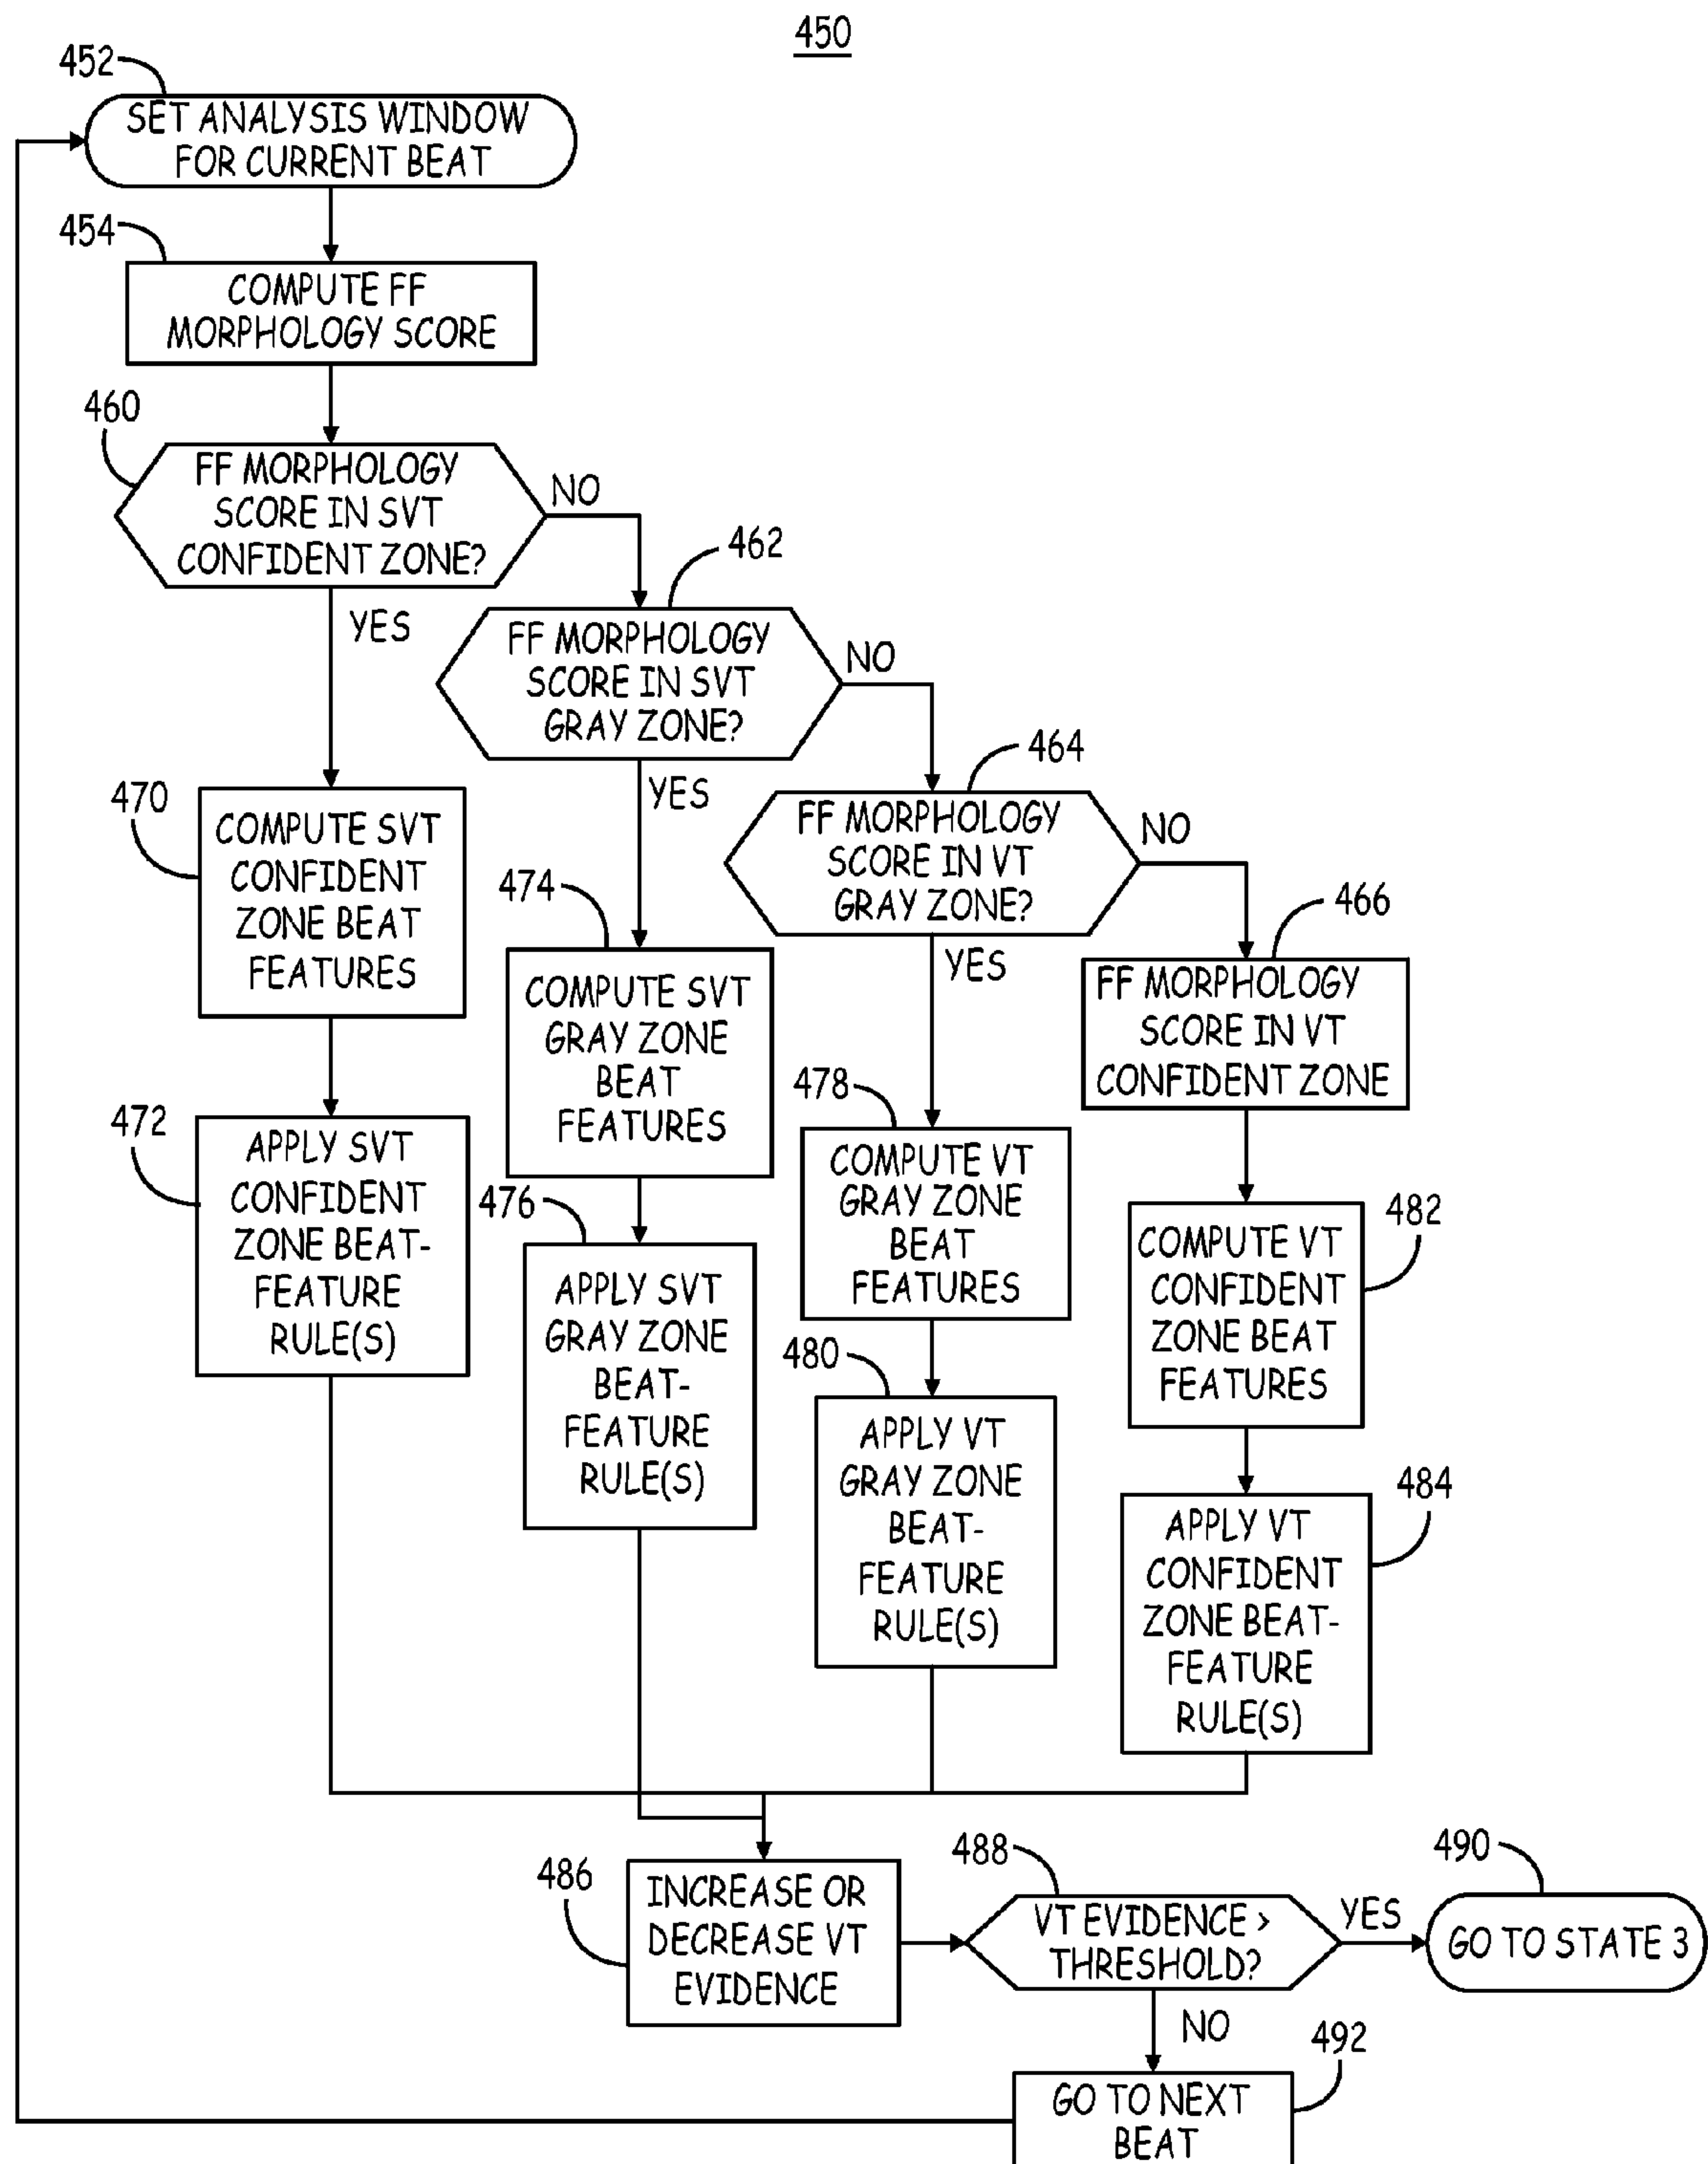 450
452
SET ANALYSIS WINDOW
FOR CURRENT BEAT
454
COMPUTE FF
MORPHOLOGY SCORE
460
FF MORPHOLOGY
SCORE IN SVT
CONFIDENT ZONE?
NO
YES
462
FF MORPHOLOGY
SCORE IN SVT
GRAY ZONE?
NO
YES
464
FF MORPHOLOGY
SCORE IN VT
GRAY ZONE?
NO
YES
466
FF MORPHOLOGY
SCORE IN VT
CONFIDENT ZONE
470
COMPUTE SVT
CONFIDENT
ZONE BEAT
FEATURES
472
APPLY SVT
CONFIDENT
ZONE BEAT-
FEATURE
RULE(S)
474
COMPUTE SVT
GRAY ZONE
BEAT
FEATURES
476
APPLY SVT
GRAY ZONE
BEAT-
FEATURE
RULE(S)
478
COMPUTE VT
GRAY ZONE
BEAT
FEATURES
480
APPLY VT
GRAY ZONE
BEAT-
FEATURE
RULE(S)
482
COMPUTE VT
CONFIDENT
ZONE BEAT
FEATURES
484
APPLY VT
CONFIDENT
ZONE BEAT-
FEATURE
RULE(S)
486
INCREASE OR
DECREASE VT
EVIDENCE
488
VT EVIDENCE >
THRESHOLD?
YES
NO
490
GO TO STATE 3
492
GO TO NEXT
BEAT